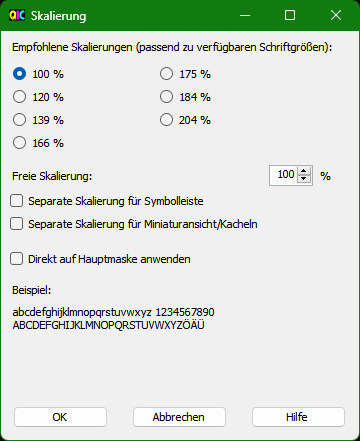 QIC Skalierung
Empfohlene Skalierungen (passend zu verfügbaren Schriftgrößen):
100 % 175 %
120 % 184 %
139 % 204 %
166 %
Freie Skalierung: 100 %
Separate Skalierung für Symbolleiste
Separate Skalierung für Miniaturansicht/Kacheln
Direkt auf Hauptmaske anwenden
Beispiel:
abcdefghijklmnopqrstuvwxyz 1234567890
ABCDEFGHIJKLMNOPQRSTUVWXYZÖÄÜ
OK Abbrechen Hilfe